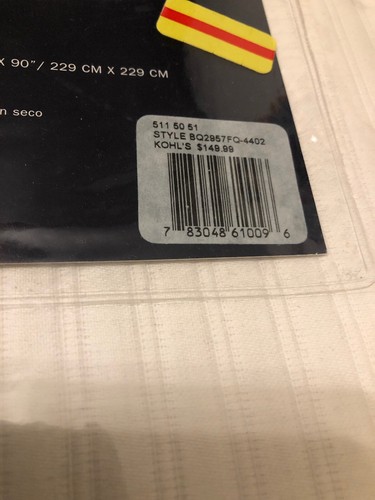 X 90"/ 229 CM X 229 CM
n seco
511 50 51
STYLE BQ2957FQ-4402
KOHL'S $149.99
7 83048 61009 6